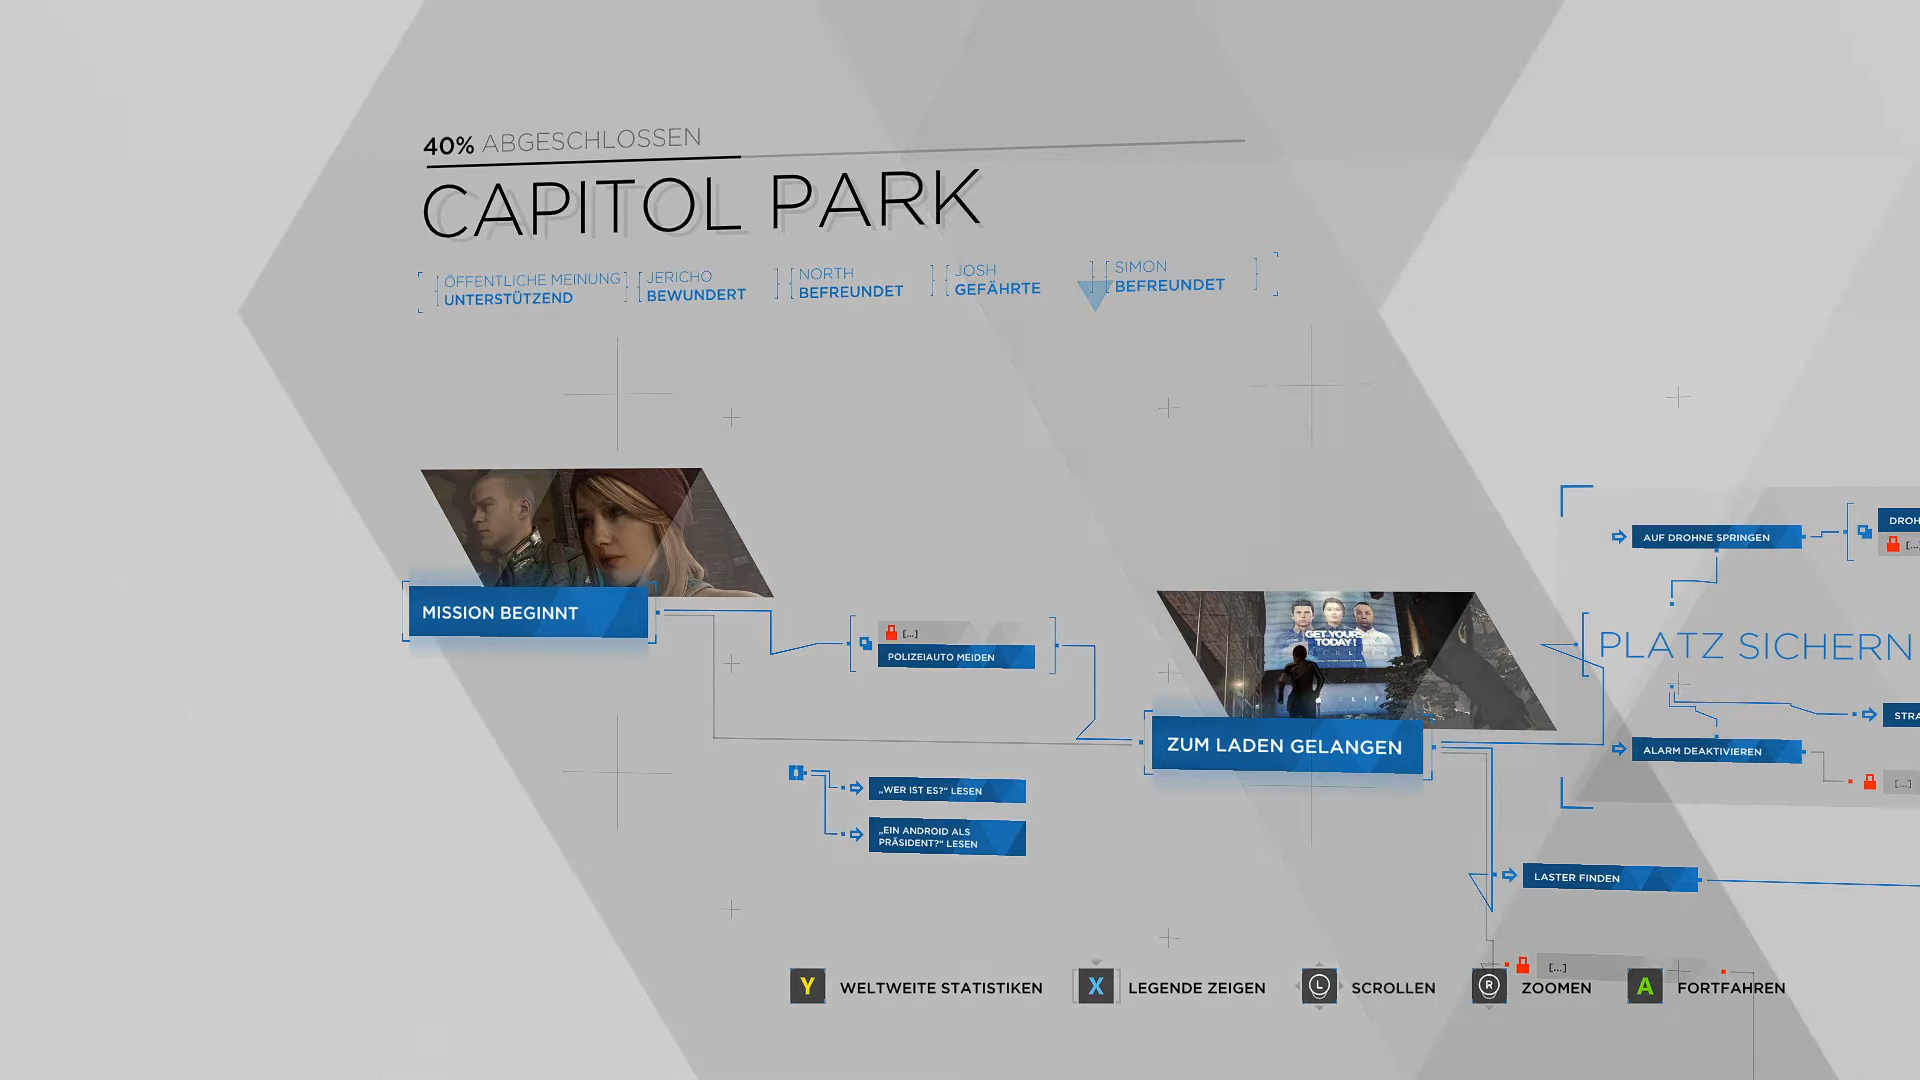 40% ABGESCHLOSSEN
CAPITOL PARK
ÖFFENTLICHE MEINUNG
UNTERSTÜTZEND
JERICHO
BEWUNDERT
NORTH
BEFREUNDET
JOSH
GEFÄHRTE
SIMON
BEFREUNDET
MISSION BEGINNT
[...]
POLIZEIAUTO MEIDEN
„WER IST ES?“ LESEN
„EIN ANDROID ALS
PRÄSIDENT?“ LESEN
GET YOURS
TODAY!
ZUM LADEN GELANGEN
AUF DROHNE SPRINGEN
DROH
[...
PLATZ SICHERN
STRA
ALARM DEAKTIVIEREN
[...]
LASTER FINDEN
[...]
Y WELTWEITE STATISTIKEN
X LEGENDE ZEIGEN
L SCROLLEN
R ZOOMEN
A FORTFAHREN